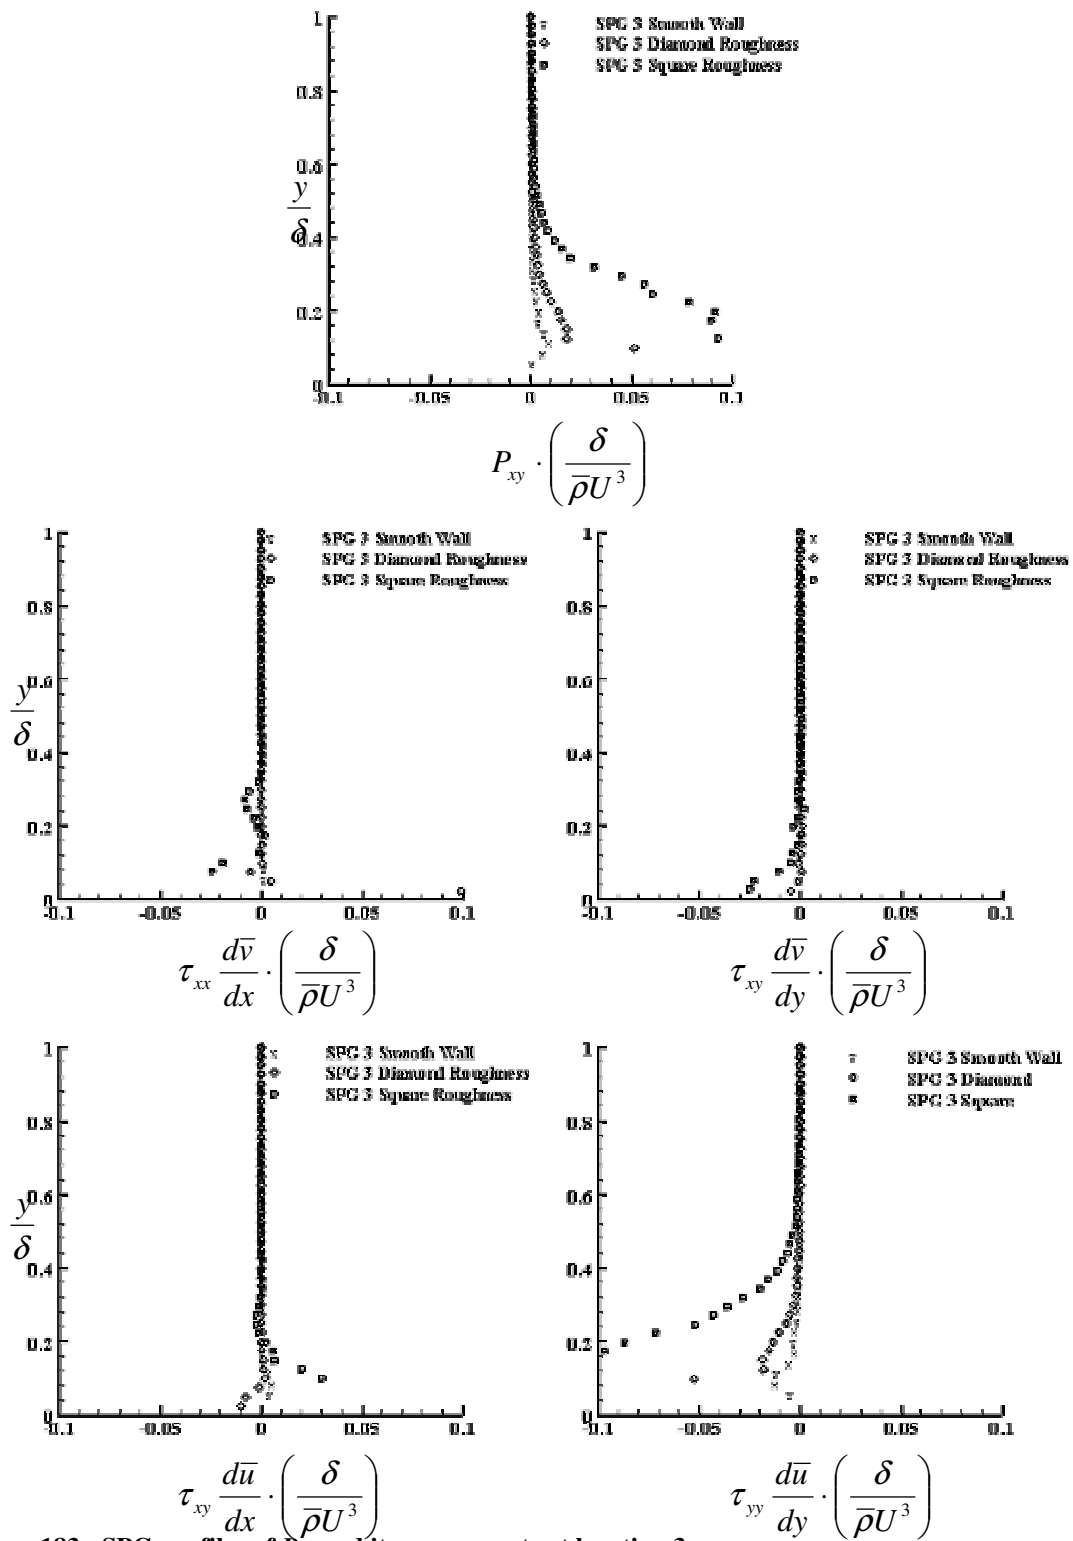 1
SPG 3 Smooth Wall
SPG 3 Diamond Roughness
SPG 3 Square Roughness
0.8
0.6
y/δ
0.4
0.2
0
-0.1 -0.05 0 0.05 0.1
P_xy · (δ / ρ̅U³)
1
SPG 3 Smooth Wall
SPG 3 Diamond Roughness
SPG 3 Square Roughness
0.8
0.6
y/δ
0.4
0.2
0
-0.1 -0.05 0 0.05 0.1
τ_xx dv̅/dx · (δ / ρ̅U³)
1
SPG 3 Smooth Wall
SPG 3 Diamond Roughness
SPG 3 Square Roughness
0.8
0.6
0.4
0.2
0
-0.1 -0.05 0 0.05 0.1
τ_xy dv̅/dy · (δ / ρ̅U³)
1
SPG 3 Smooth Wall
SPG 3 Diamond Roughness
SPG 3 Square Roughness
0.8
0.6
y/δ
0.4
0.2
0
-0.1 -0.05 0 0.05 0.1
τ_xy du̅/dx · (δ / ρ̅U³)
1
SPG 3 Smooth Wall
SPG 3 Diamond
SPG 3 Square
0.8
0.6
0.4
0.2
0
-0.1 -0.05 0 0.05 0.1
τ_yy du̅/dy · (δ / ρ̅U³)